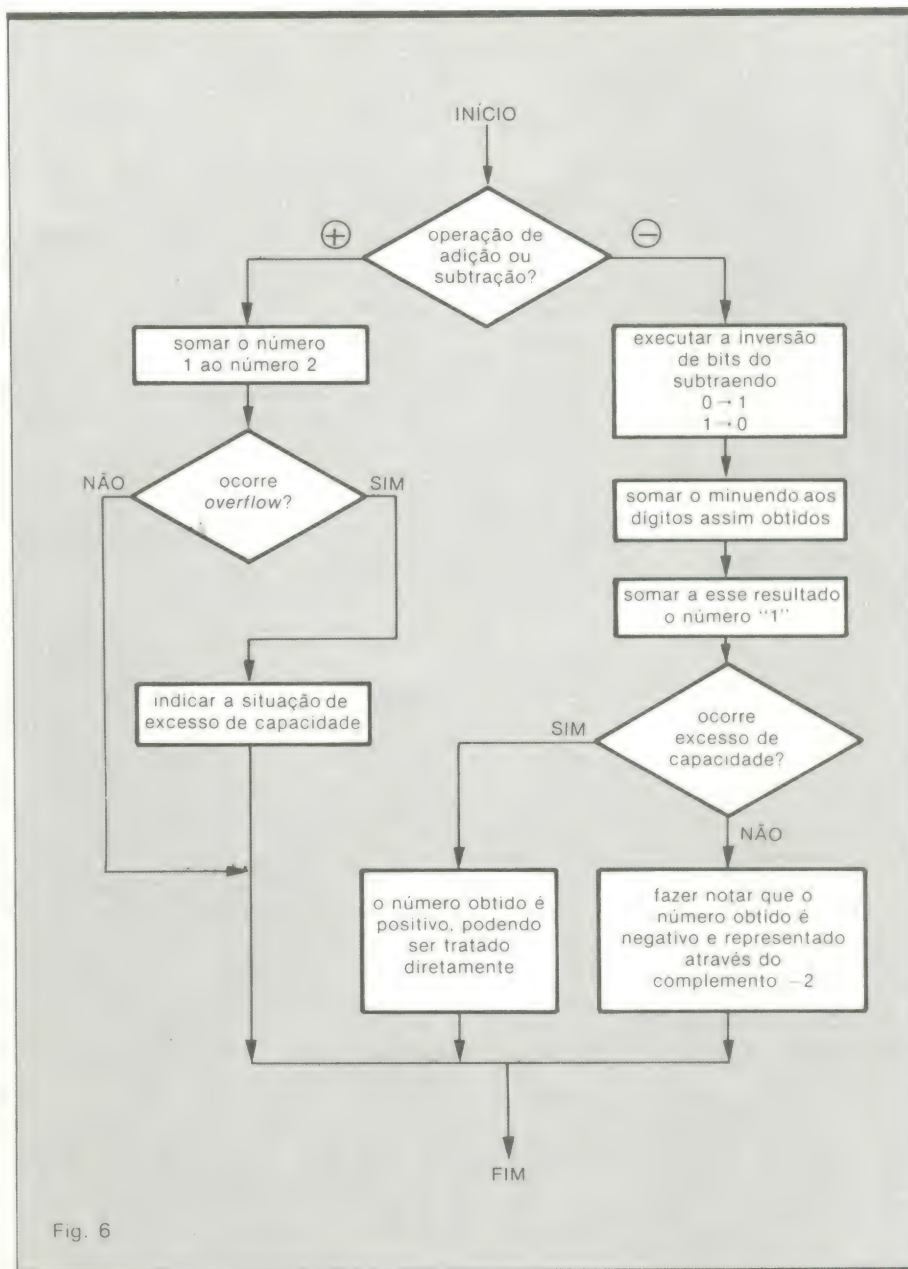 INÍCIO
⊕
operação de
adição ou
subtração?
⊖
somar o número
1 ao número 2
ocorre
overflow?
NÃO
SIM
indicar a situação de
excesso de capacidade
executar a inversão
de bits do
subtraendo
0 → 1
1 → 0
somar o minuendo aos
dígitos assim obtidos
somar a esse resultado
o número "1"
ocorre
excesso de
capacidade?
SIM
NÃO
o número obtido é
positivo, podendo
ser tratado
diretamente
fazer notar que o
número obtido é
negativo e representado
através do
complemento −2
FIM
Fig. 6